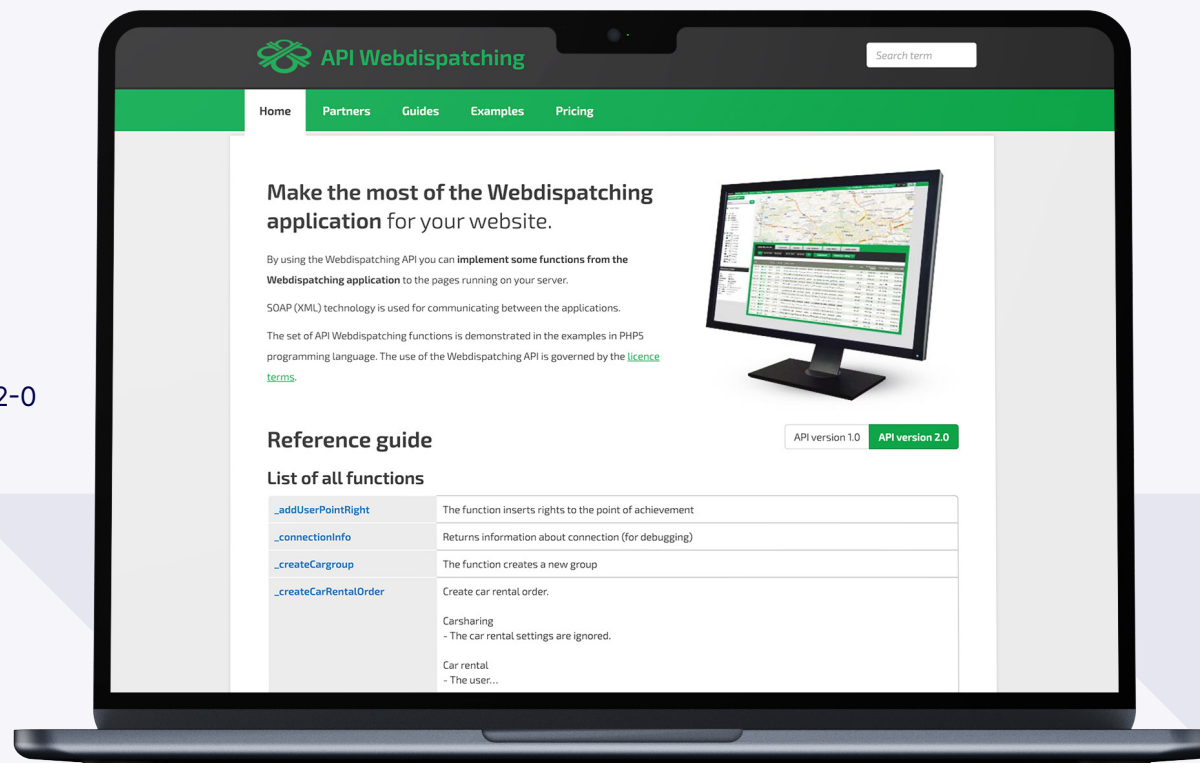 API Webdispatching
Search term
Home
Partners
Guides
Examples
Pricing
Make the most of the Webdispatching
application for your website.
By using the Webdispatching API you can implement some functions from the
Webdispatching application to the system running on your server.
SOAP (XML) technology is used for communicating between the applications.
The set of API Webdispatching functions is demonstrated in the examples in PHP5
programming language. The use of the Webdispatching API is governed by the licence
terms.
2-0
Reference guide
API version 1.0
API version 2.0
List of all functions
_addUserPointRight
The function inserts rights to the point of achievement
_connectionInfo
Returns information about connection (for debugging)
_createCargroup
The function creates a new group
_createCarRentalOrder
Create car rental order.
Carsharing
- The car rental settings are ignored.
Car rental
- The user...